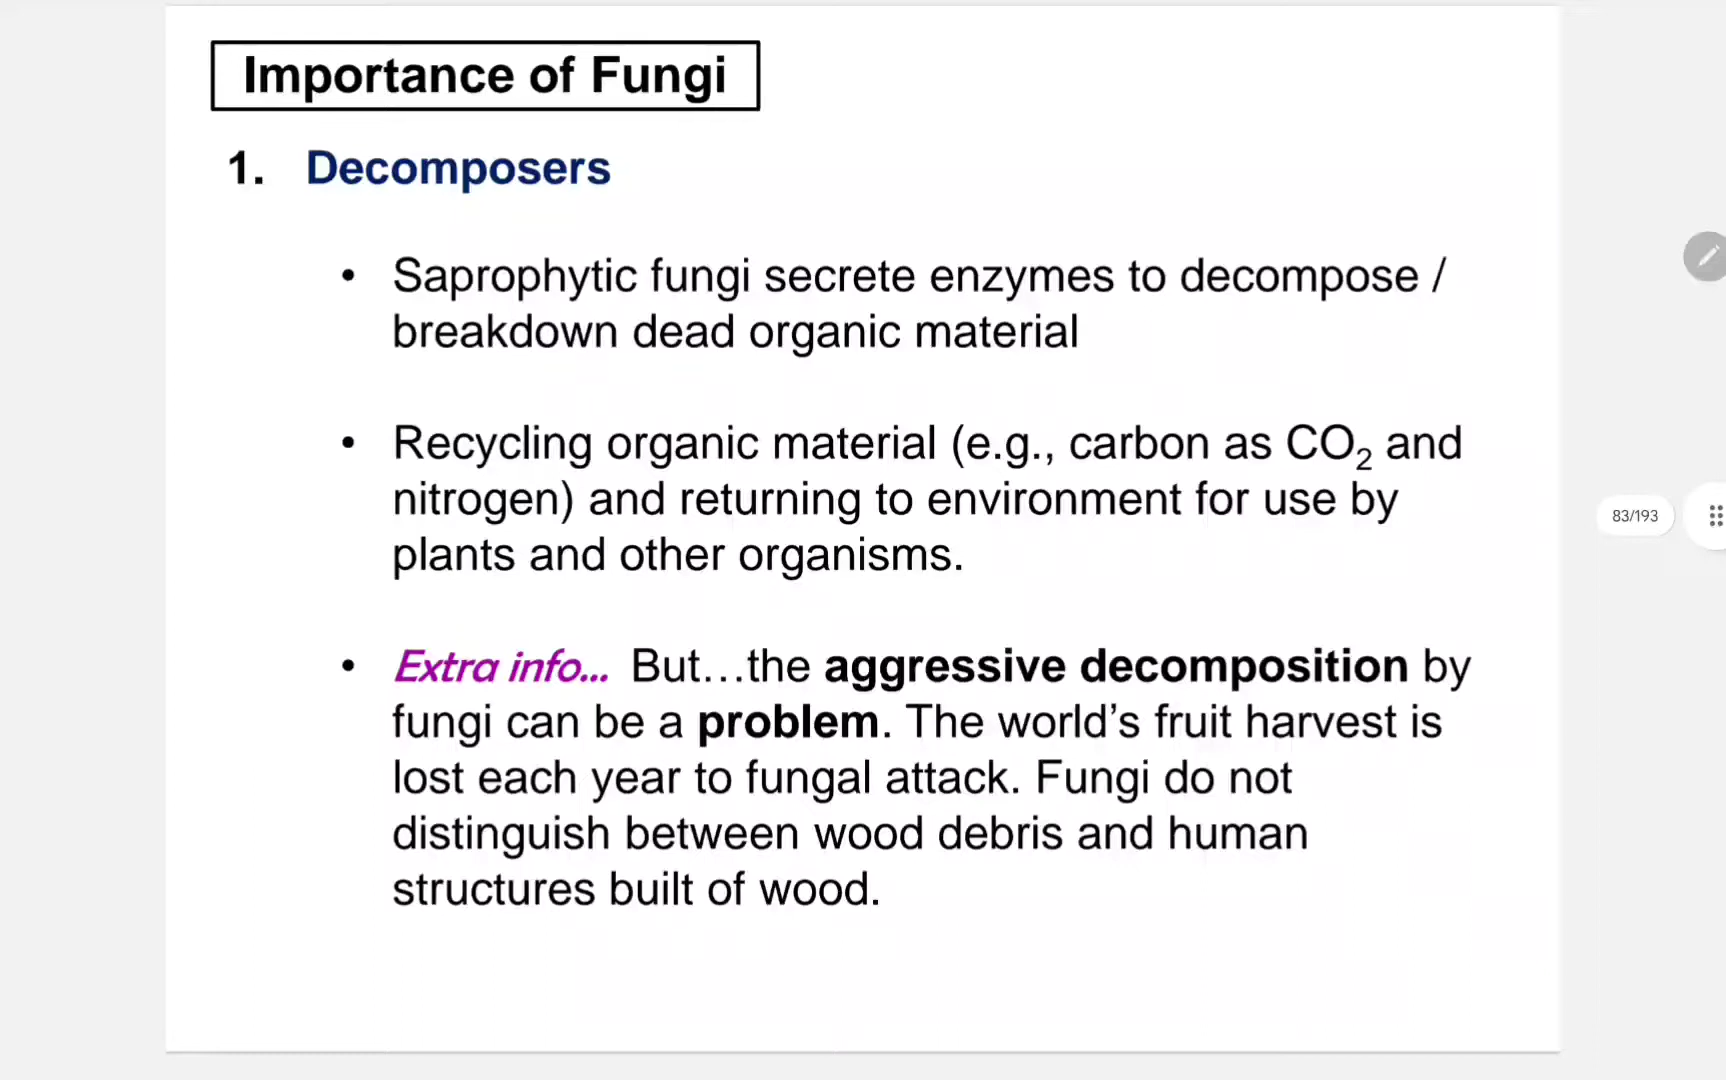 Importance of Fungi
1. Decomposers
• Saprophytic fungi secrete enzymes to decompose /
breakdown dead organic material
• Recycling organic material (e.g., carbon as CO₂ and
nitrogen) and returning to environment for use by
plants and other organisms.
• Extra info... But…the aggressive decomposition by
fungi can be a problem. The world’s fruit harvest is
lost each year to fungal attack. Fungi do not
distinguish between wood debris and human
structures built of wood.
83/193